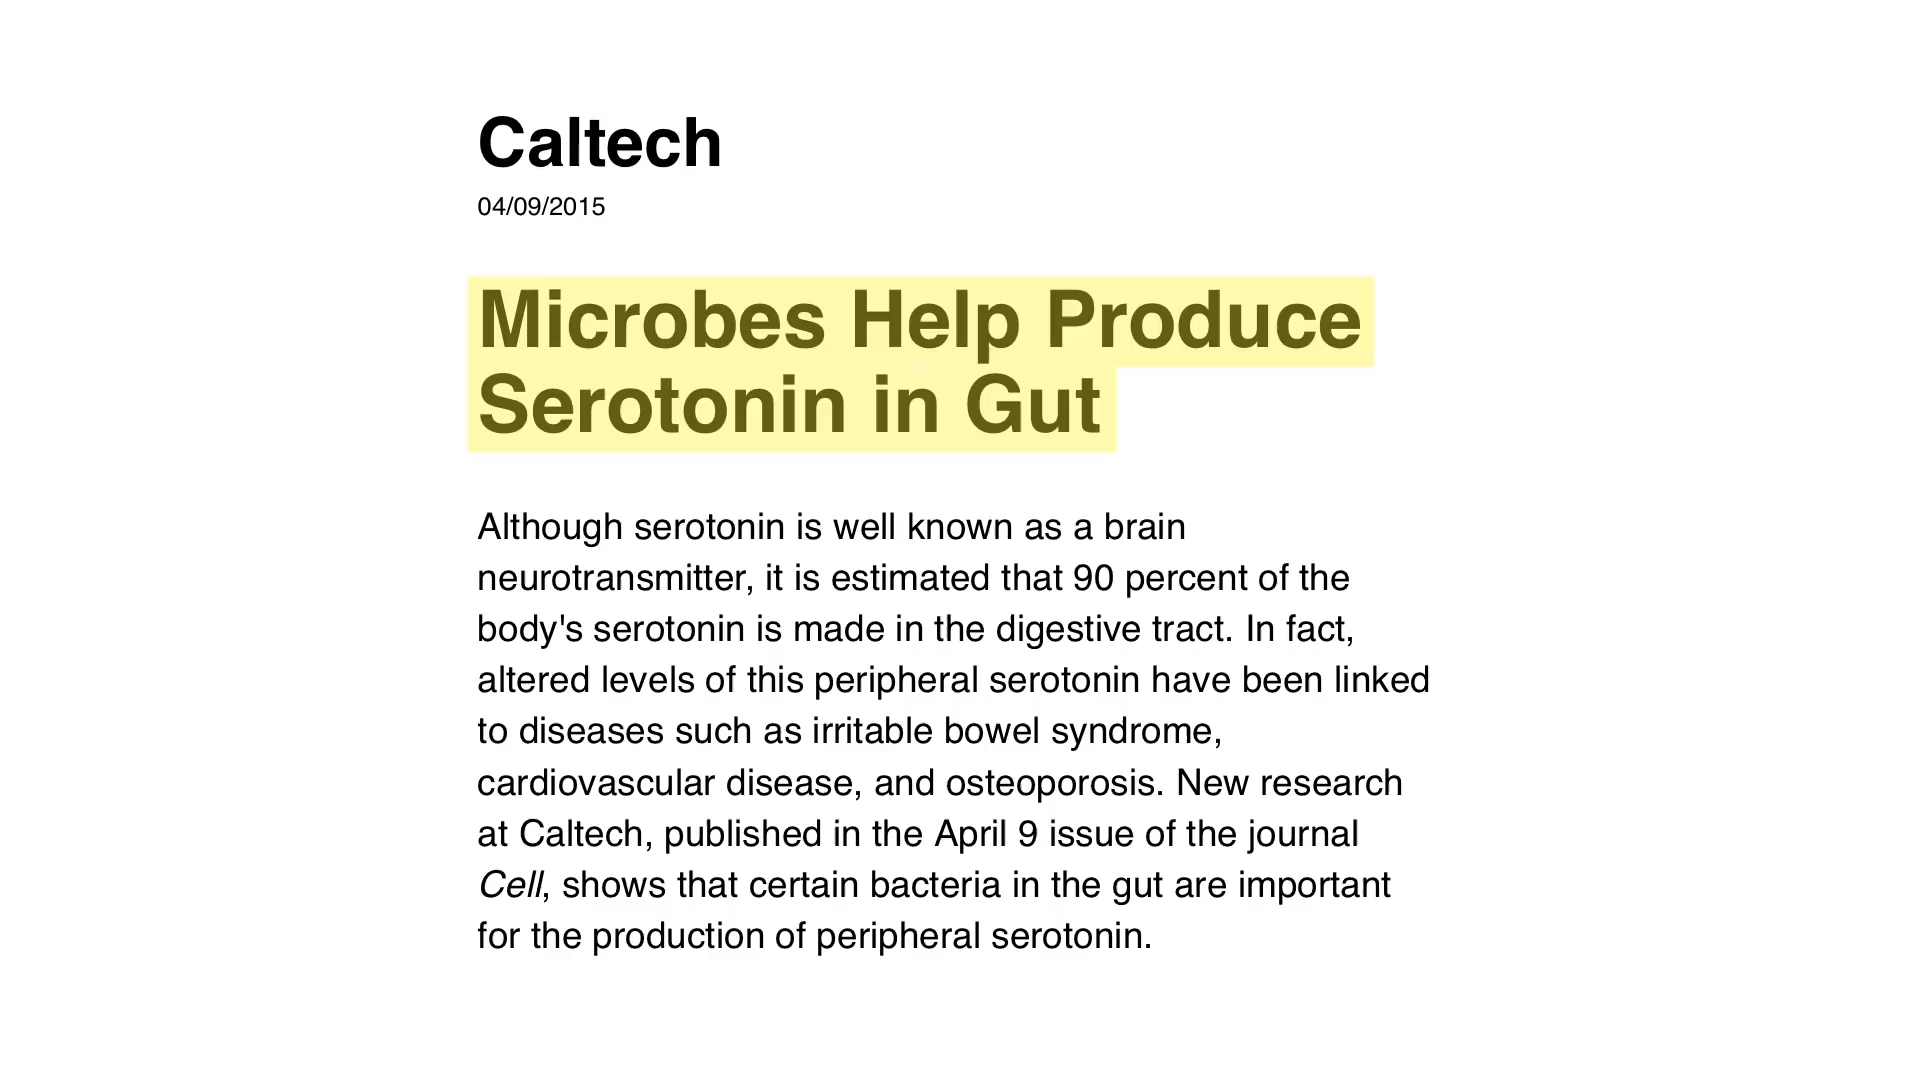 Caltech
04/09/2015
Microbes Help Produce
Serotonin in Gut
Although serotonin is well known as a brain
neurotransmitter, it is estimated that 90 percent of the
body's serotonin is made in the digestive tract. In fact,
altered levels of this peripheral serotonin have been linked
to diseases such as irritable bowel syndrome,
cardiovascular disease, and osteoporosis. New research
at Caltech, published in the April 9 issue of the journal
Cell, shows that certain bacteria in the gut are important
for the production of peripheral serotonin.